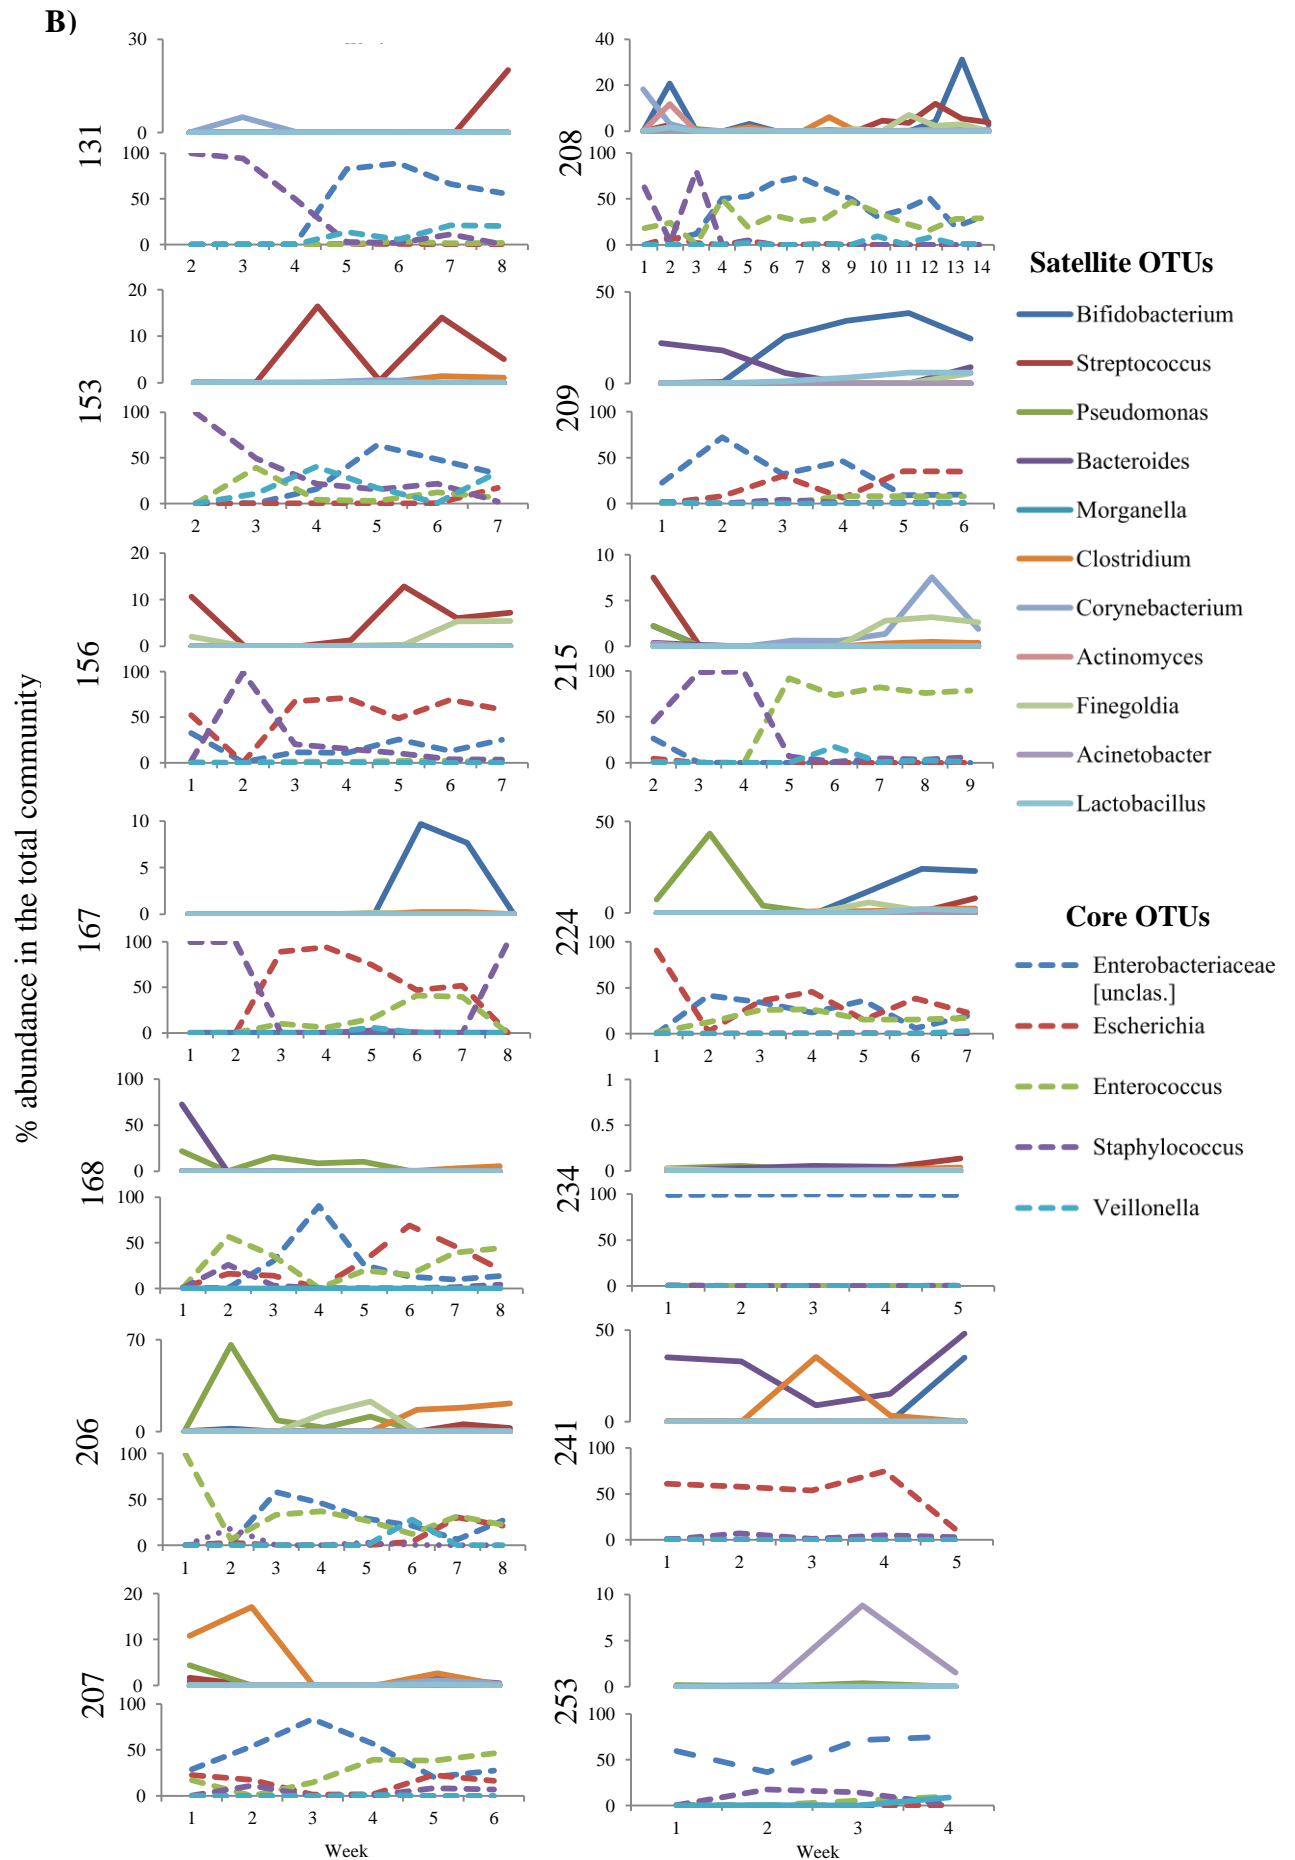 B)
% abundance in the total community
131
30
0
100
50
0
2 3 4 5 6 7 8
153
20
10
0
100
50
0
2 3 4 5 6 7
156
20
10
0
100
50
0
1 2 3 4 5 6 7
167
10
5
0
100
50
0
1 2 3 4 5 6 7 8
168
100
50
0
100
50
0
1 2 3 4 5 6 7 8
206
70
0
100
50
0
1 2 3 4 5 6 7 8
207
20
10
0
100
50
0
1 2 3 4 5 6
Week
208
40
20
0
100
50
0
1 2 3 4 5 6 7 8 9 10 11 12 13 14
209
50
0
100
50
0
1 2 3 4 5 6
215
10
5
0
100
50
0
2 3 4 5 6 7 8 9
224
50
0
100
50
0
1 2 3 4 5 6 7
234
1
0.5
0
100
50
0
1 2 3 4 5
241
50
0
100
50
0
1 2 3 4 5
253
10
5
0
100
50
0
1 2 3 4
Week
Satellite OTUs
Bifidobacterium
Streptococcus
Pseudomonas
Bacteroides
Morganella
Clostridium
Corynebacterium
Actinomyces
Finegoldia
Acinetobacter
Lactobacillus
Core OTUs
Enterobacteriaceae
[unclas.]
Escherichia
Enterococcus
Staphylococcus
Veillonella